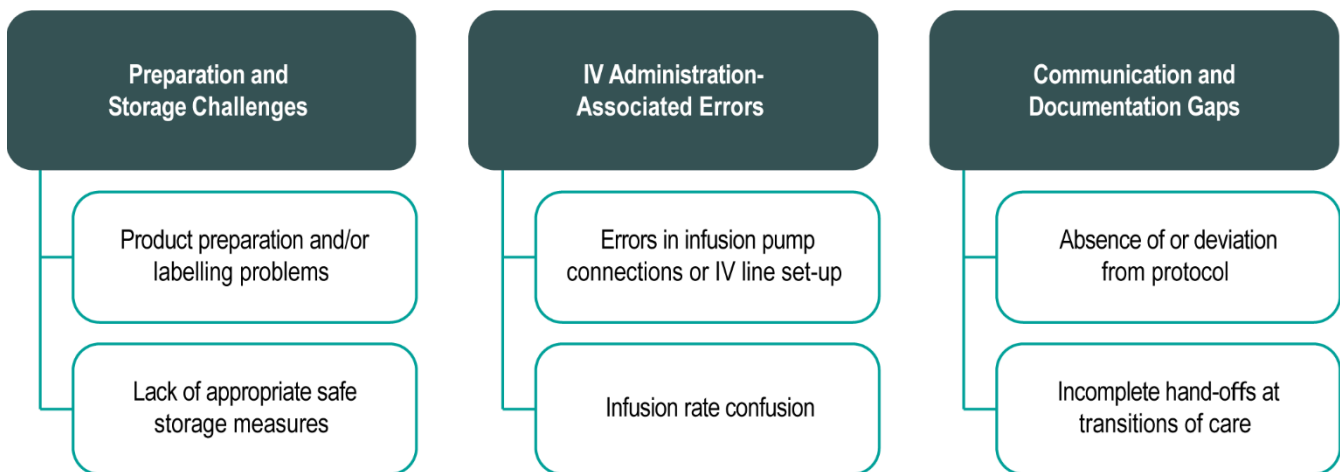 Preparation and
Storage Challenges
Product preparation and/or
labelling problems
Lack of appropriate safe
storage measures
IV Administration-
Associated Errors
Errors in infusion pump
connections or IV line set-up
Infusion rate confusion
Communication and
Documentation Gaps
Absence of or deviation
from protocol
Incomplete hand-offs at
transitions of care